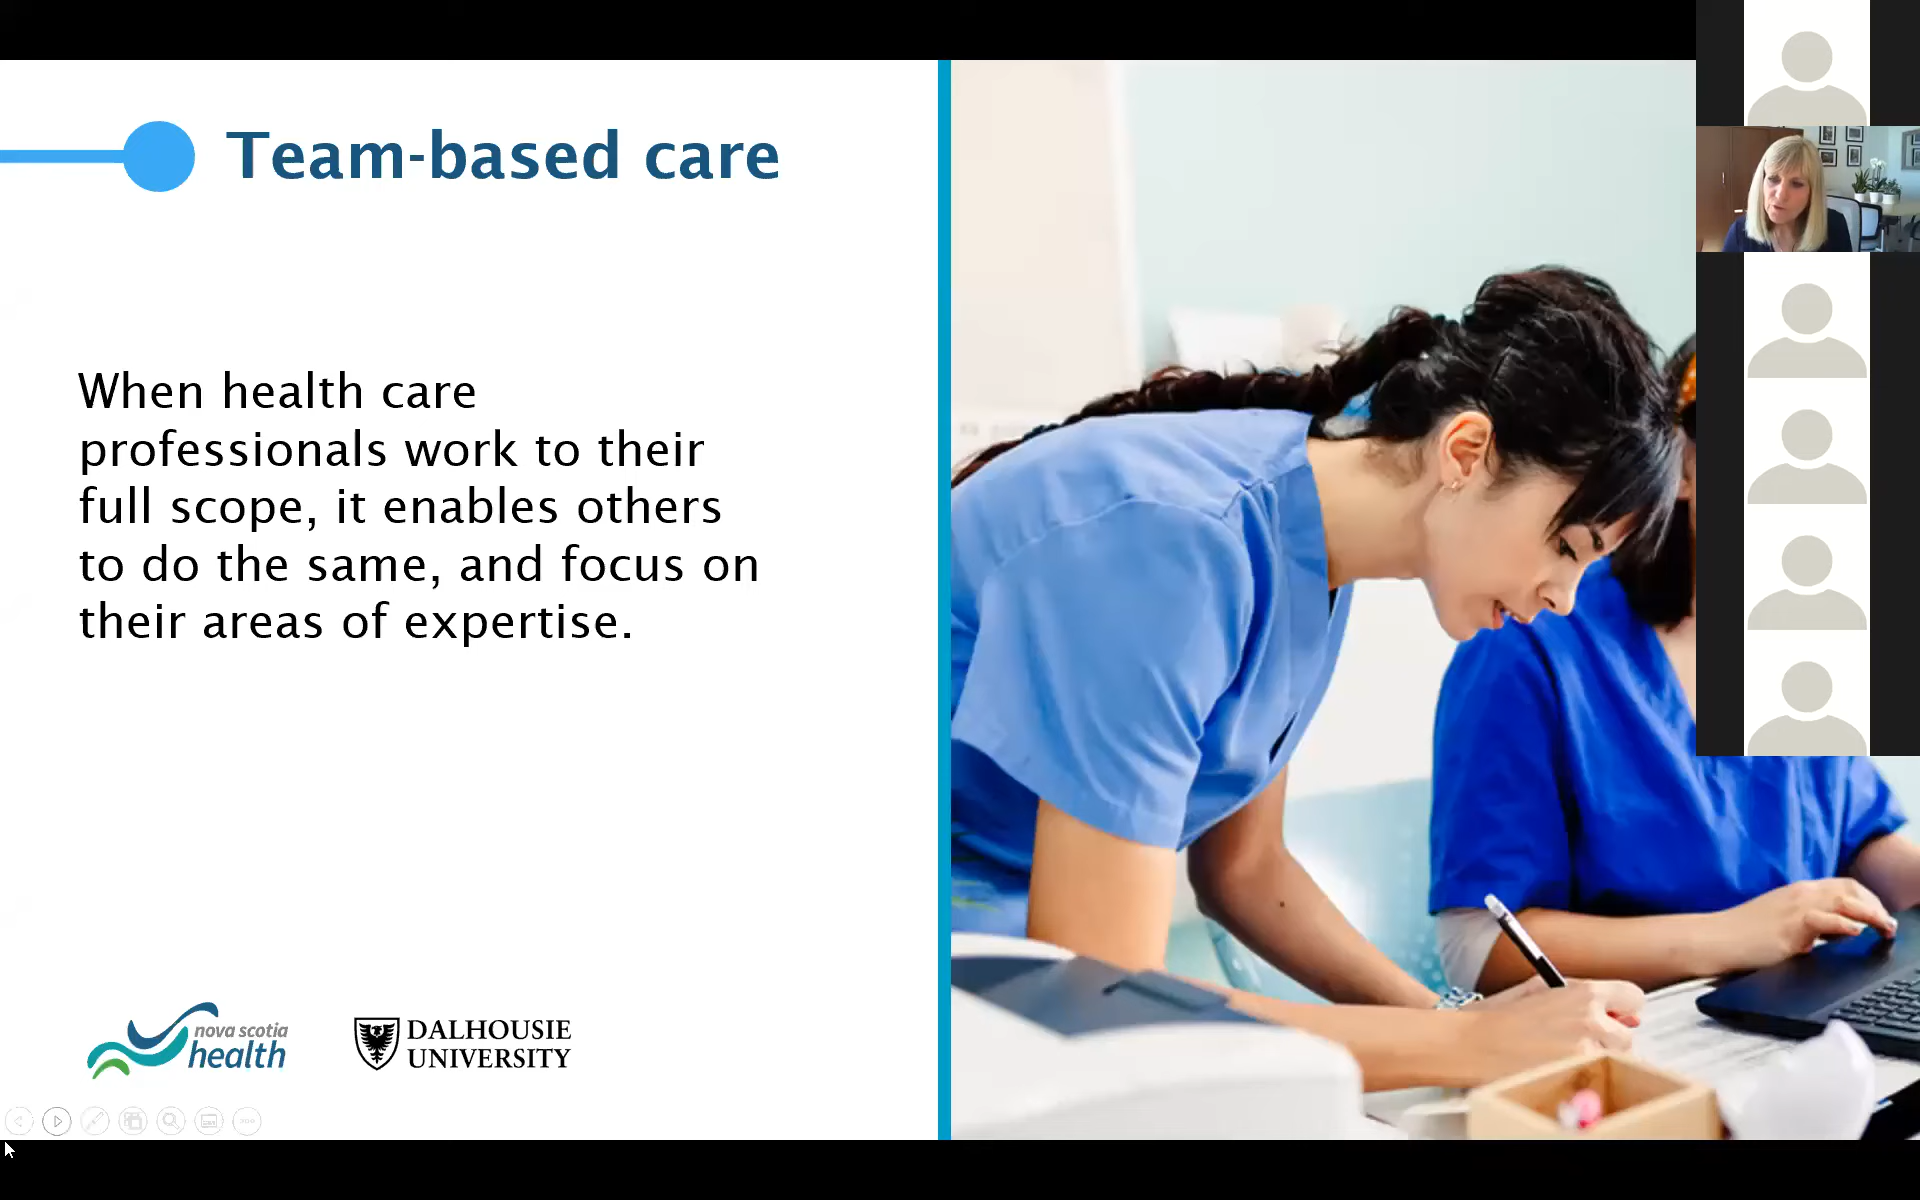 Team-based care
When health care
professionals work to their
full scope, it enables others
to do the same, and focus on
their areas of expertise.
nova scotia
health
DALHOUSIE
UNIVERSITY